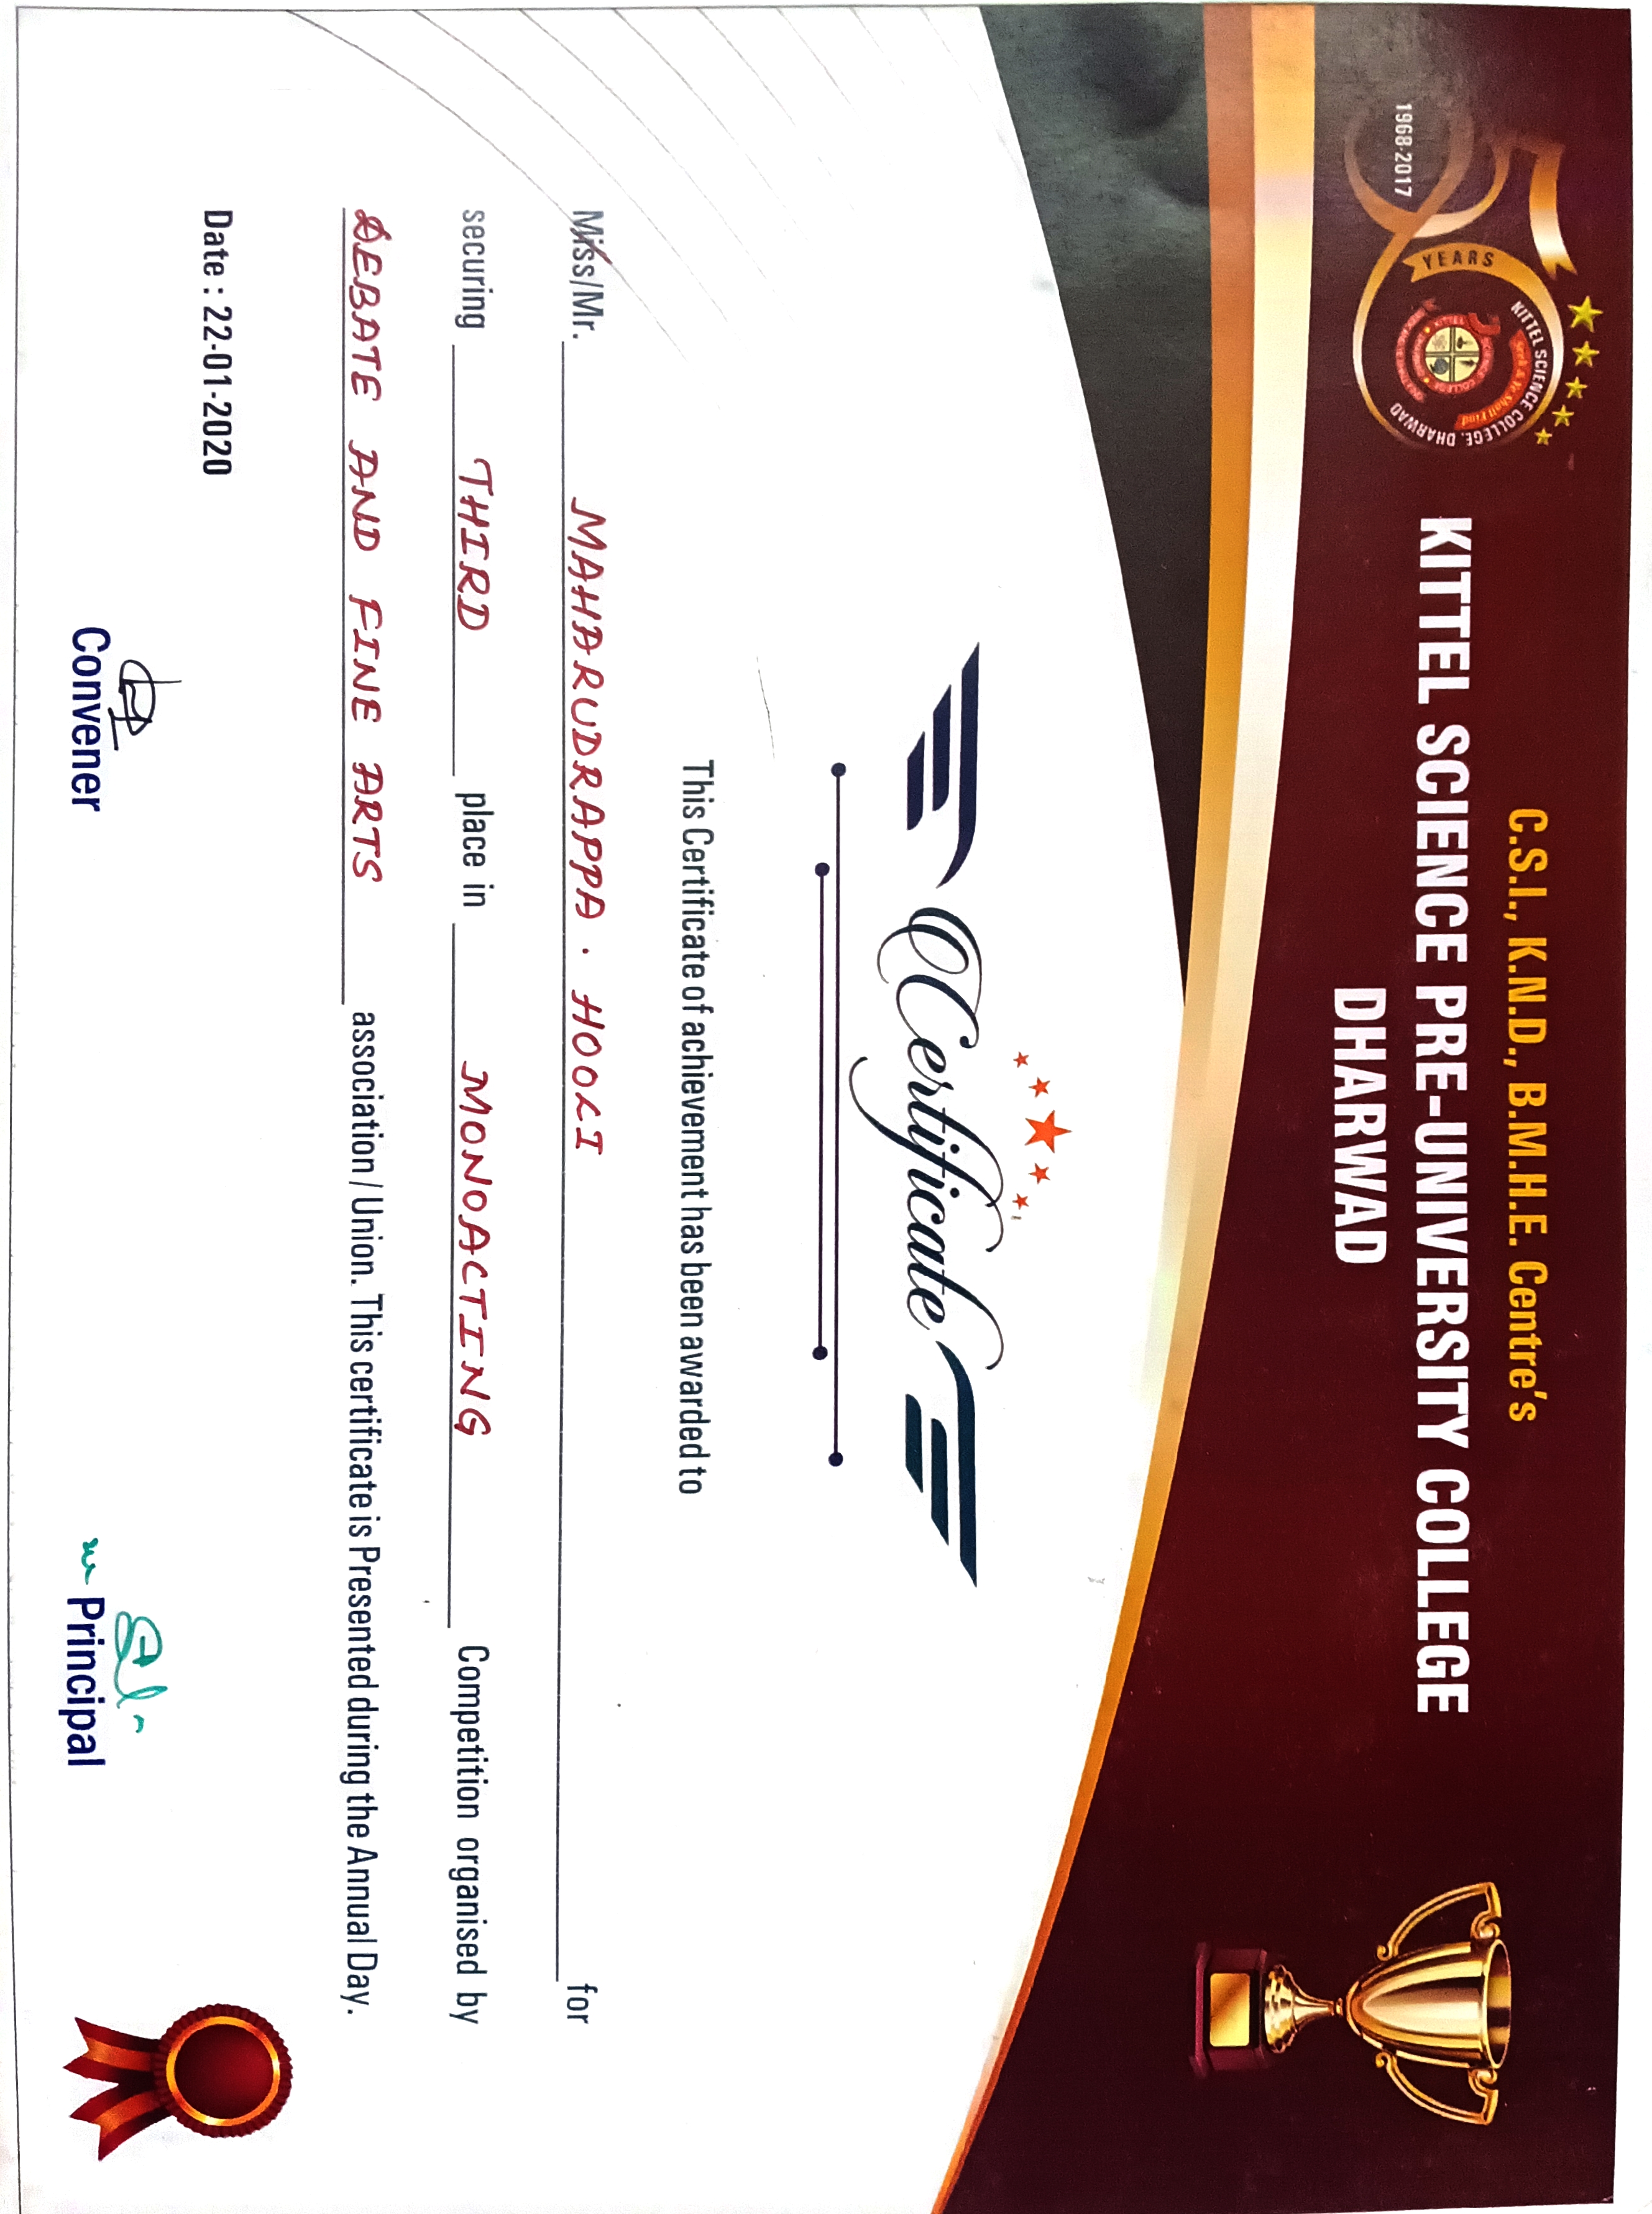 50 YEARS
1968-2017
KITTEL SCIENCE COLLEGE, DHARWAD
Seek & Ye Shall Find
C.S.I., K.N.D., B.M.H.E. Centre's
KITTEL SCIENCE PRE-UNIVERSITY COLLEGE
DHARWAD
Certificate
This Certificate of achievement has been awarded to
Miss/Mr. MAHARUDRAPPA . HOOLI for
securing THIRD place in MONOACTING Competition organised by
DEBATE AND FINE ARTS association / Union. This certificate is Presented during the Annual Day.
Date : 22-01-2020
Convener
Principal